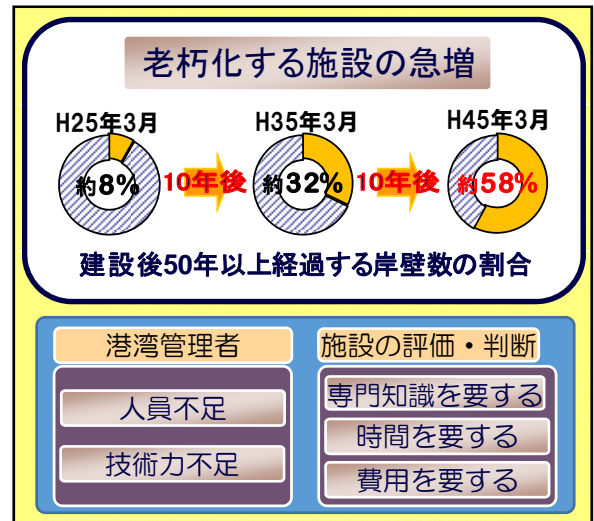 老朽化する施設の急増
H25年3月
H35年3月
H45年3月
約8%
10年後
約32%
10年後
約58%
建設後50年以上経過する岸壁数の割合
港湾管理者
人員不足
技術力不足
施設の評価・判断
専門知識を要する
時間を要する
費用を要する